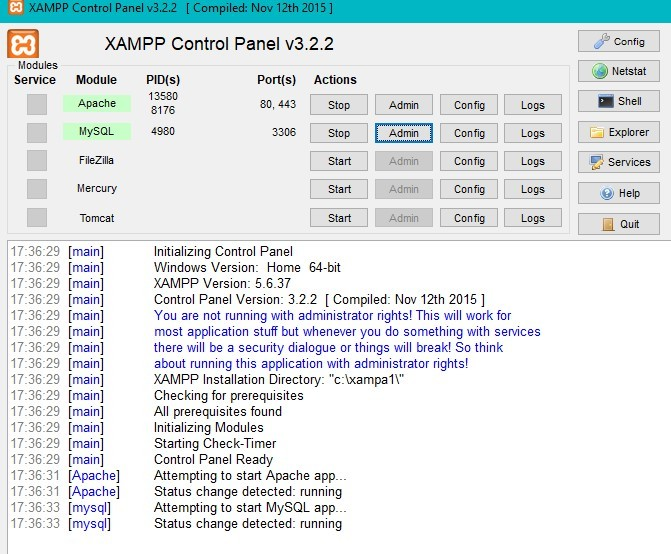 XAMPP Control Panel v3.2.2 [ Compiled: Nov 12th 2015 ]
XAMPP Control Panel v3.2.2
Config
Modules
Service Module PID(s) Port(s) Actions
Netstat
Apache 13580 8176 80, 443 Stop Admin Config Logs
Shell
MySQL 4980 3306 Stop Admin Config Logs
Explorer
FileZilla Start Admin Config Logs
Services
Mercury Start Admin Config Logs
Help
Tomcat Start Admin Config Logs
Quit
17:36:29 [main] Initializing Control Panel
17:36:29 [main] Windows Version: Home 64-bit
17:36:29 [main] XAMPP Version: 5.6.37
17:36:29 [main] Control Panel Version: 3.2.2 [ Compiled: Nov 12th 2015 ]
17:36:29 [main] You are not running with administrator rights! This will work for
17:36:29 [main] most application stuff but whenever you do something with services
17:36:29 [main] there will be a security dialogue or things will break! So think
17:36:29 [main] about running this application with administrator rights!
17:36:29 [main] XAMPP Installation Directory: "c:\xampa1\"
17:36:29 [main] Checking for prerequisites
17:36:29 [main] All prerequisites found
17:36:29 [main] Initializing Modules
17:36:29 [main] Starting Check-Timer
17:36:29 [main] Control Panel Ready
17:36:31 [Apache] Attempting to start Apache app...
17:36:31 [Apache] Status change detected: running
17:36:33 [mysql] Attempting to start MySQL app...
17:36:33 [mysql] Status change detected: running